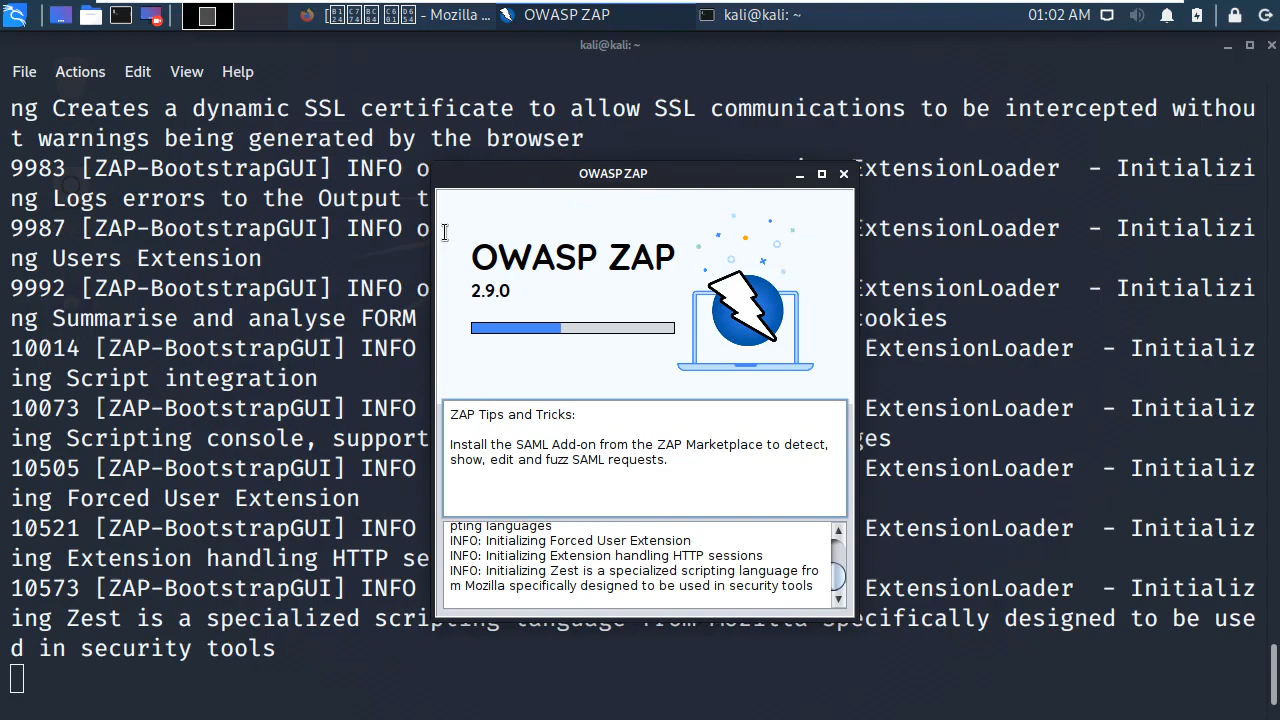 - Mozilla ...
OWASP ZAP
kali@kali: ~
01:02 AM
kali@kali: ~
File Actions Edit View Help
ng Creates a dynamic SSL certificate to allow SSL communications to be intercepted withou
t warnings being generated by the browser
9983 [ZAP-BootstrapGUI] INFO o ExtensionLoader - Initializi
ng Logs errors to the Output t
9987 [ZAP-BootstrapGUI] INFO o ExtensionLoader - Initializi
ng Users Extension
9992 [ZAP-BootstrapGUI] INFO o ExtensionLoader - Initializi
ng Summarise and analyse FORM cookies
10014 [ZAP-BootstrapGUI] INFO ExtensionLoader - Initializ
ing Script integration
10073 [ZAP-BootstrapGUI] INFO ExtensionLoader - Initializ
ing Scripting console, support ges
10505 [ZAP-BootstrapGUI] INFO ExtensionLoader - Initializ
ing Forced User Extension
10521 [ZAP-BootstrapGUI] INFO ExtensionLoader - Initializ
ing Extension handling HTTP se
10573 [ZAP-BootstrapGUI] INFO ExtensionLoader - Initializ
ing Zest is a specialized scripting language from Mozilla specifically designed to be use
d in security tools
OWASP ZAP
OWASP ZAP
2.9.0
ZAP Tips and Tricks:
Install the SAML Add-on from the ZAP Marketplace to detect,
show, edit and fuzz SAML requests.
pting languages
INFO: Initializing Forced User Extension
INFO: Initializing Extension handling HTTP sessions
INFO: Initializing Zest is a specialized scripting language fro
m Mozilla specifically designed to be used in security tools